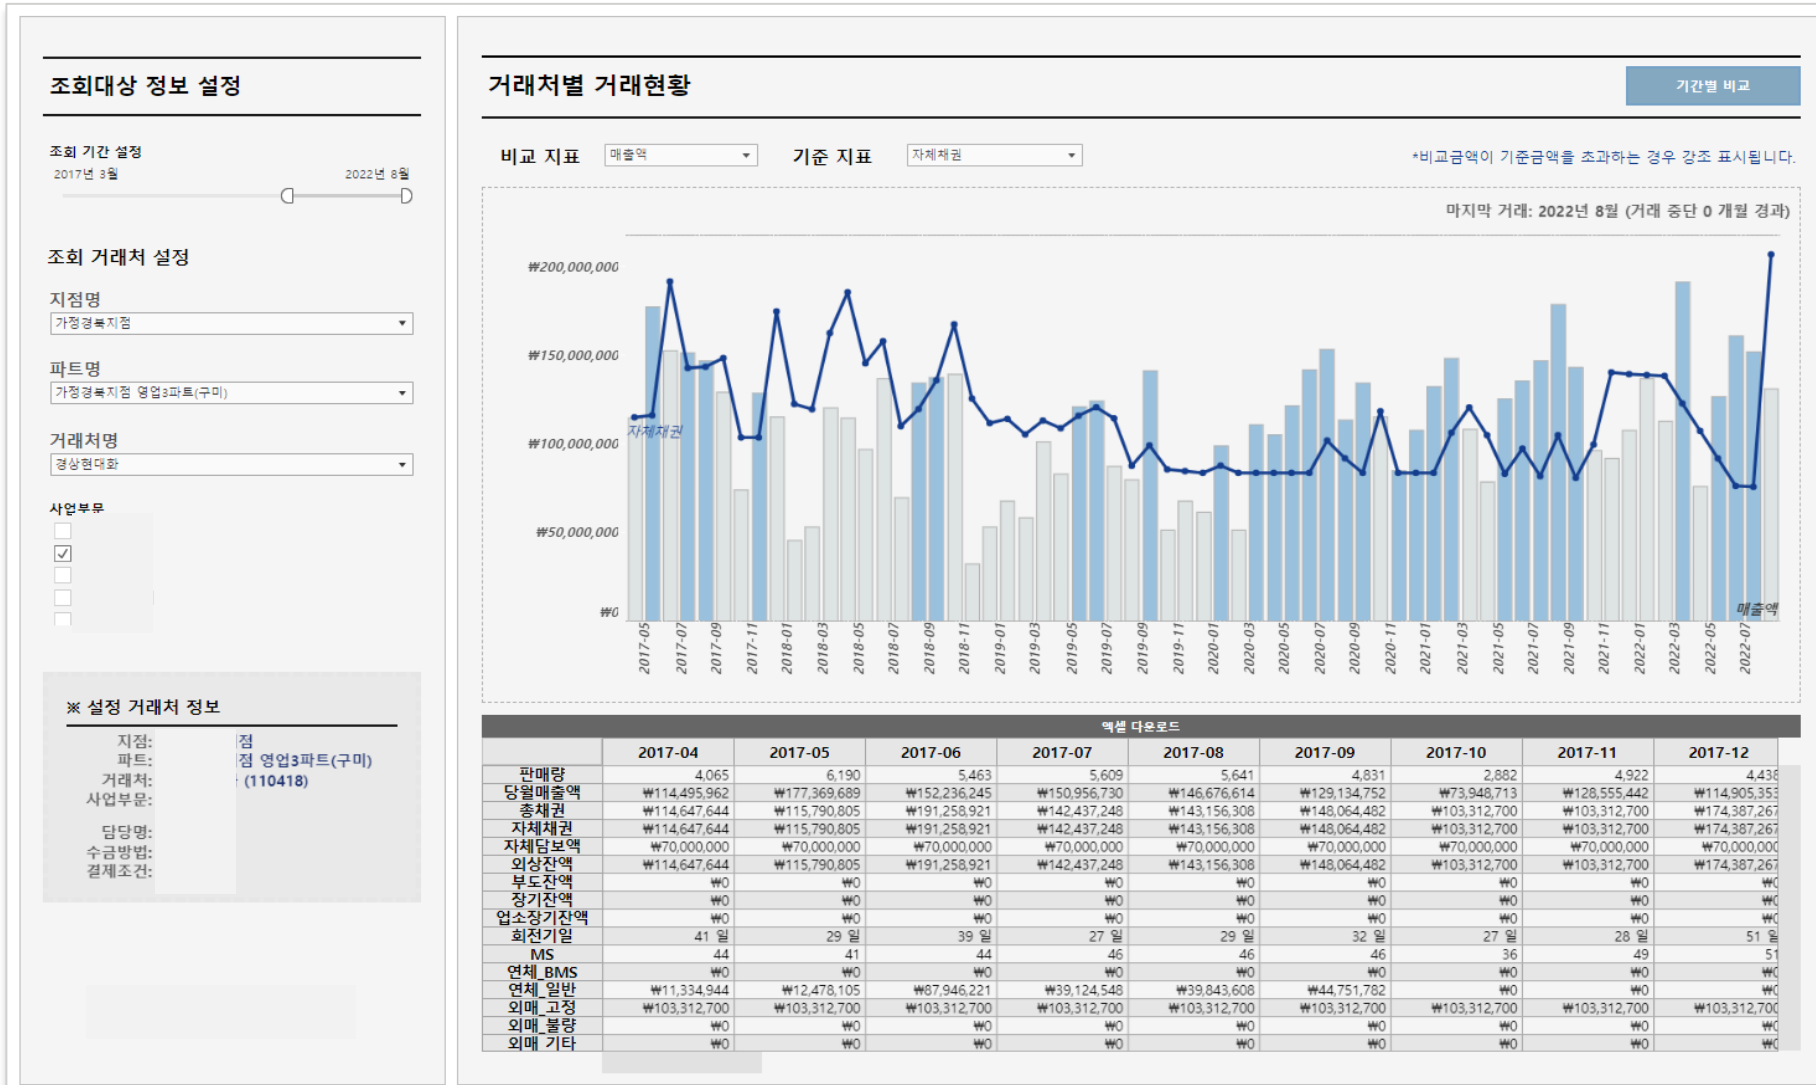 조회대상 정보 설정
조회 기간 설정
2017년 3월 2022년 8월
조회 거래처 설정
지점명
가정경북지점
파트명
가정경북지점 영업3파트(구미)
거래처명
경상현대화
사업부문
※ 설정 거래처 정보
지점: 점
파트: 점 영업3파트(구미)
거래처: (110418)
사업부문:
담당명:
수금방법:
결제조건:
거래처별 거래현황
기간별 비교
비교 지표 매출액 기준 지표 자체채권
*비교금액이 기준금액을 초과하는 경우 강조 표시됩니다.
마지막 거래: 2022년 8월 (거래 중단 0 개월 경과)
₩200,000,000
₩150,000,000
₩100,000,000
₩50,000,000
₩0
자체채권
매출액
2017-05 2017-07 2017-09 2017-11 2018-01 2018-03 2018-05 2018-07 2018-09 2018-11 2019-01 2019-03 2019-05 2019-07 2019-09 2019-11 2020-01 2020-03 2020-05 2020-07 2020-09 2020-11 2021-01 2021-03 2021-05 2021-07 2021-09 2021-11 2022-01 2022-03 2022-05 2022-07
엑셀 다운로드
2017-04 2017-05 2017-06 2017-07 2017-08 2017-09 2017-10 2017-11 2017-12
판매량 4,065 6,190 5,463 5,609 5,641 4,831 2,882 4,922 4,438
당월매출액 ₩114,495,962 ₩177,369,689 ₩152,236,245 ₩150,956,730 ₩146,676,614 ₩129,134,752 ₩73,948,713 ₩128,555,442 ₩114,905,353
총채권 ₩114,647,644 ₩115,790,805 ₩191,258,921 ₩142,437,248 ₩143,156,308 ₩148,064,482 ₩103,312,700 ₩103,312,700 ₩174,387,267
자체채권 ₩114,647,644 ₩115,790,805 ₩191,258,921 ₩142,437,248 ₩143,156,308 ₩148,064,482 ₩103,312,700 ₩103,312,700 ₩174,387,267
자체담보액 ₩70,000,000 ₩70,000,000 ₩70,000,000 ₩70,000,000 ₩70,000,000 ₩70,000,000 ₩70,000,000 ₩70,000,000 ₩70,000,000
외상잔액 ₩114,647,644 ₩115,790,805 ₩191,258,921 ₩142,437,248 ₩143,156,308 ₩148,064,482 ₩103,312,700 ₩103,312,700 ₩174,387,267
부도잔액 ₩0 ₩0 ₩0 ₩0 ₩0 ₩0 ₩0 ₩0 ₩0
장기잔액 ₩0 ₩0 ₩0 ₩0 ₩0 ₩0 ₩0 ₩0 ₩0
업소장기잔액 ₩0 ₩0 ₩0 ₩0 ₩0 ₩0 ₩0 ₩0 ₩0
회전기일 41 일 29 일 39 일 27 일 29 일 32 일 27 일 28 일 51 일
MS 44 41 44 46 46 46 36 49 51
연체_BMS ₩0 ₩0 ₩0 ₩0 ₩0 ₩0 ₩0 ₩0 ₩0
연체_일반 ₩11,334,944 ₩12,478,105 ₩87,946,221 ₩39,124,548 ₩39,843,608 ₩44,751,782 ₩0 ₩0 ₩0
외매_고정 ₩103,312,700 ₩103,312,700 ₩103,312,700 ₩103,312,700 ₩103,312,700 ₩103,312,700 ₩103,312,700 ₩103,312,700 ₩103,312,700
외매_불량 ₩0 ₩0 ₩0 ₩0 ₩0 ₩0 ₩0 ₩0 ₩0
외매 기타 ₩0 ₩0 ₩0 ₩0 ₩0 ₩0 ₩0 ₩0 ₩0